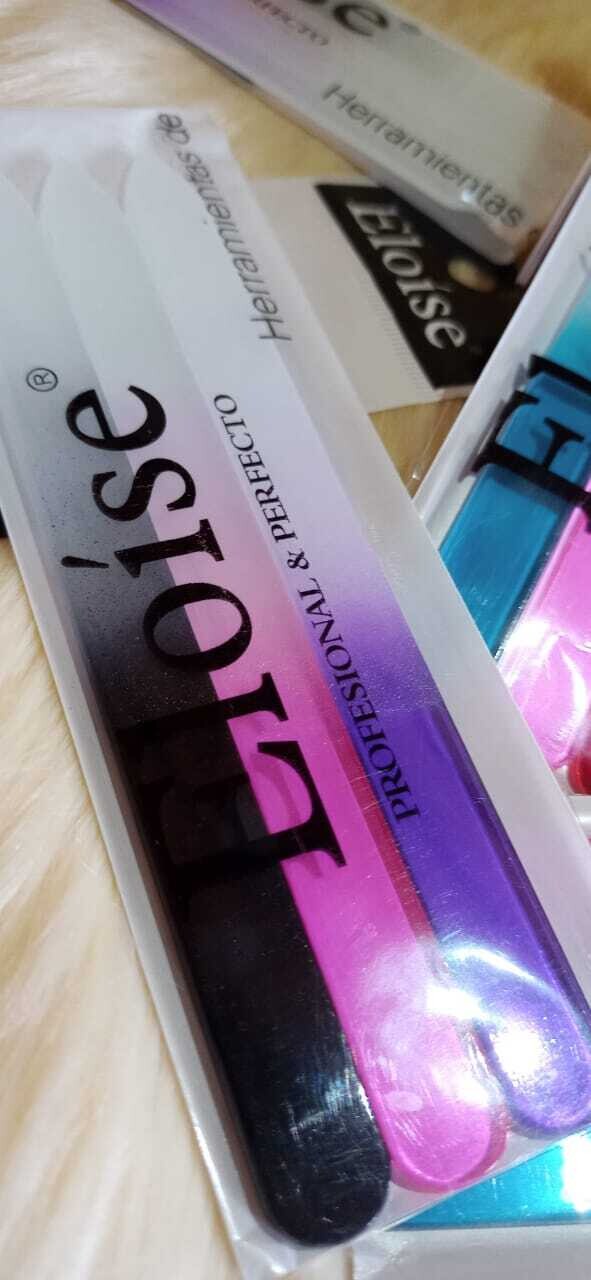 Eloíse ®
PROFESIONAL & PERFECTO
Herramientas de
Herramientas
Eloíse